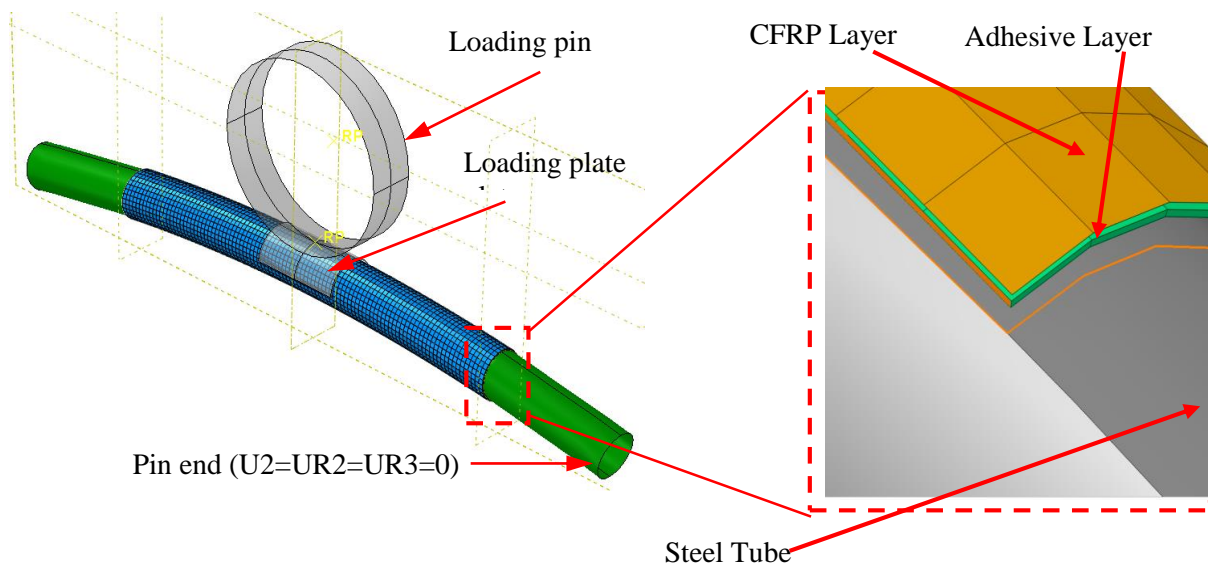 Loading pin
CFRP Layer
Adhesive Layer
RP
Loading plate
RP
Pin end (U2=UR2=UR3=0)
Steel Tube